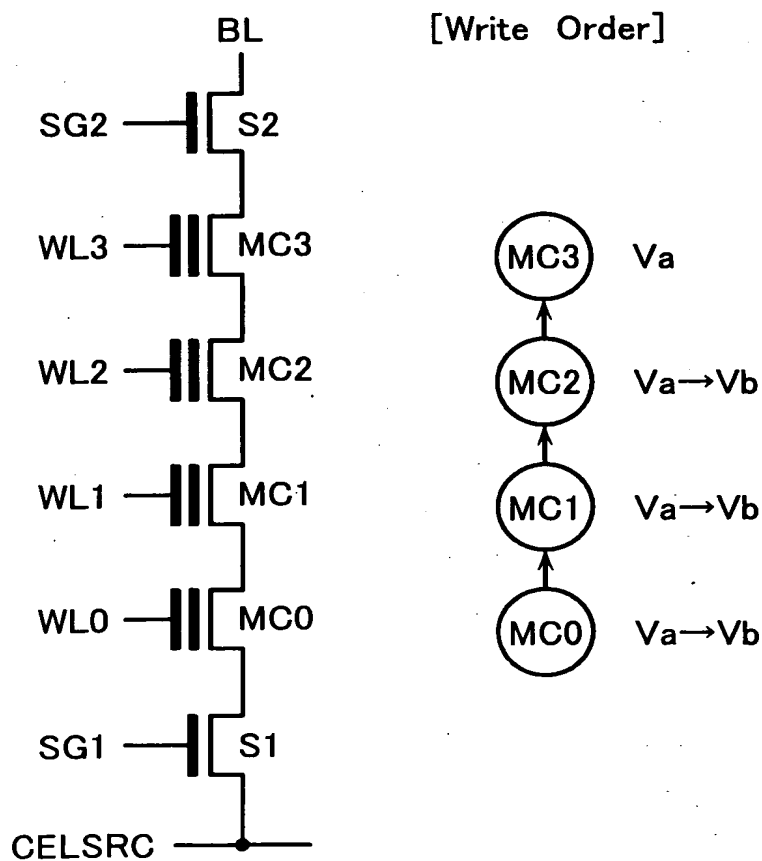 BL [Write Order]
SG2 S2
WL3 MC3 MC3 Va
WL2 MC2 MC2 Va→Vb
WL1 MC1 MC1 Va→Vb
WL0 MC0 MC0 Va→Vb
SG1 S1
CELSRC